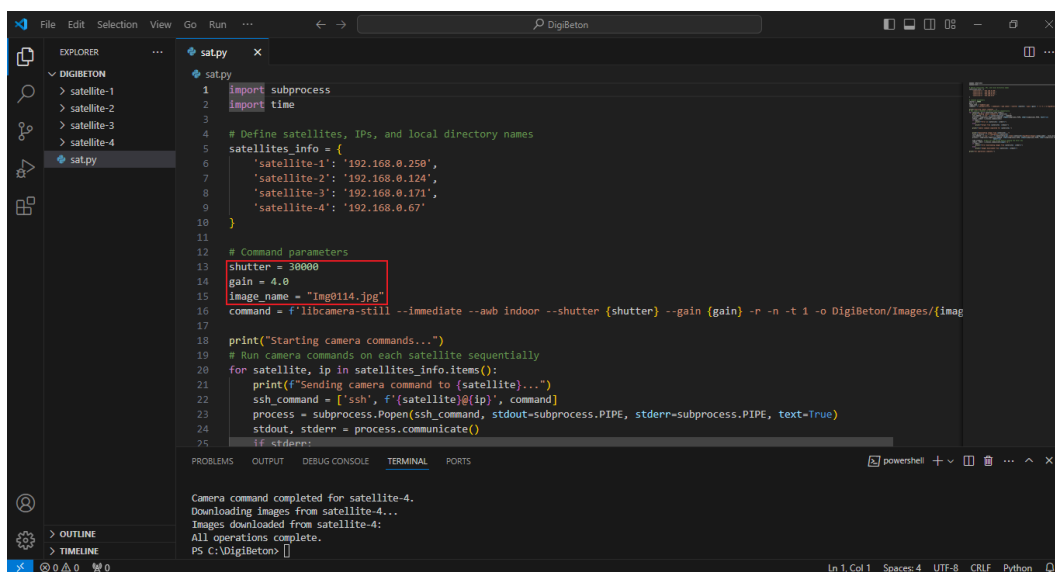 File Edit Selection View Go Run ... DigiBeton
EXPLORER ...
DIGIBETON
satellite-1
satellite-2
satellite-3
satellite-4
sat.py
OUTLINE
TIMELINE
sat.py
sat.py
1 import subprocess
2 import time
3
4 # Define satellites, IPs, and local directory names
5 satellites_info = {
6 'satellite-1': '192.168.0.250',
7 'satellite-2': '192.168.0.124',
8 'satellite-3': '192.168.0.171',
9 'satellite-4': '192.168.0.67'
10 }
11
12 # Command parameters
13 shutter = 30000
14 gain = 4.0
15 image_name = "Img0114.jpg"
16 command = f'libcamera-still --immediate --awb indoor --shutter {shutter} --gain {gain} -r -n -t 1 -o DigiBeton/Images/{imag
17
18 print("Starting camera commands...")
19 # Run camera commands on each satellite sequentially
20 for satellite, ip in satellites_info.items():
21 print(f"Sending camera command to {satellite}...")
22 ssh_command = ['ssh', f'{satellite}@{ip}', command]
23 process = subprocess.Popen(ssh_command, stdout=subprocess.PIPE, stderr=subprocess.PIPE, text=True)
24 stdout, stderr = process.communicate()
25 if stderr:
PROBLEMS OUTPUT DEBUG CONSOLE TERMINAL PORTS powershell
Camera command completed for satellite-4.
Downloading images from satellite-4...
Images downloaded from satellite-4:
All operations complete.
PS C:\DigiBeton>
0 0 0 Ln 1, Col 1 Spaces: 4 UTF-8 CRLF Python